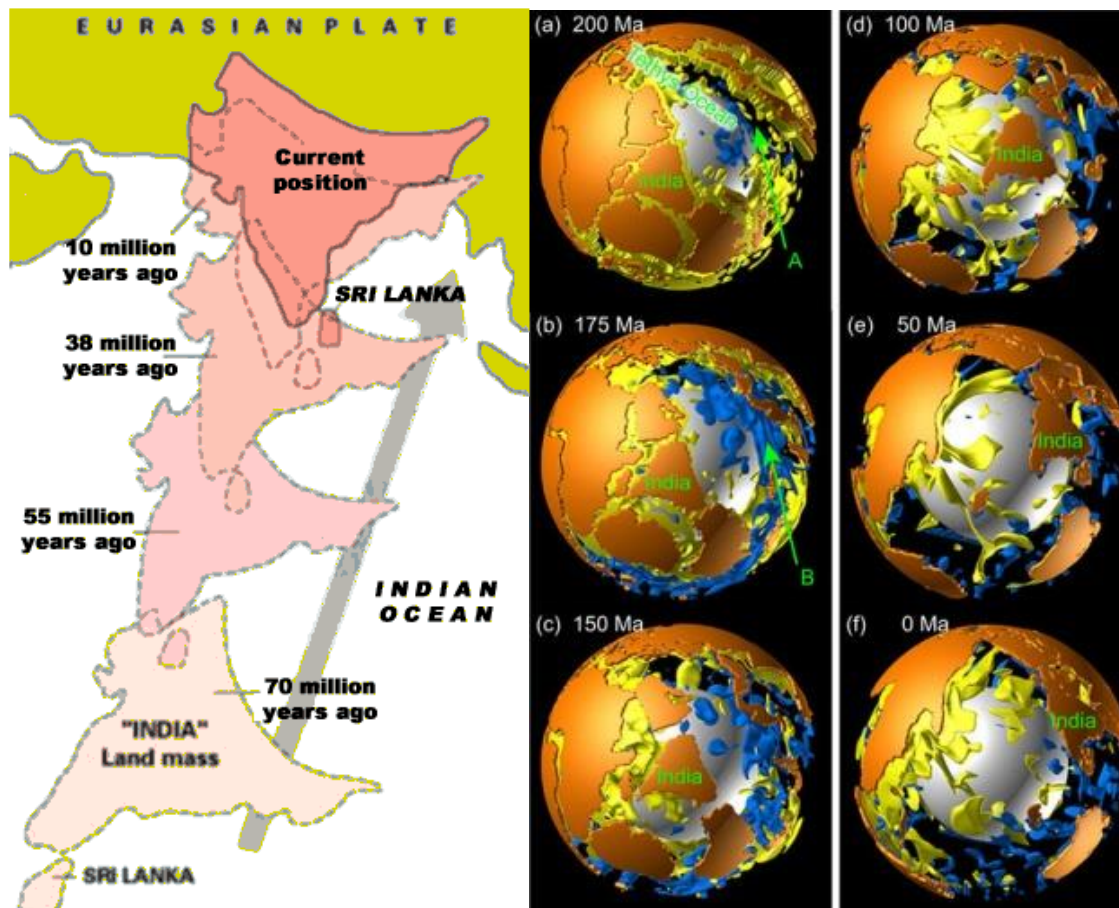 EURASIAN PLATE
Current
position
10 million
years ago
SRI LANKA
38 million
years ago
55 million
years ago
INDIAN
OCEAN
70 million
years ago
"INDIA"
Land mass
SRI LANKA
(a) 200 Ma
Tethys ocean
India
A
(b) 175 Ma
India
B
(c) 150 Ma
India
(d) 100 Ma
India
(e) 50 Ma
India
(f) 0 Ma
India